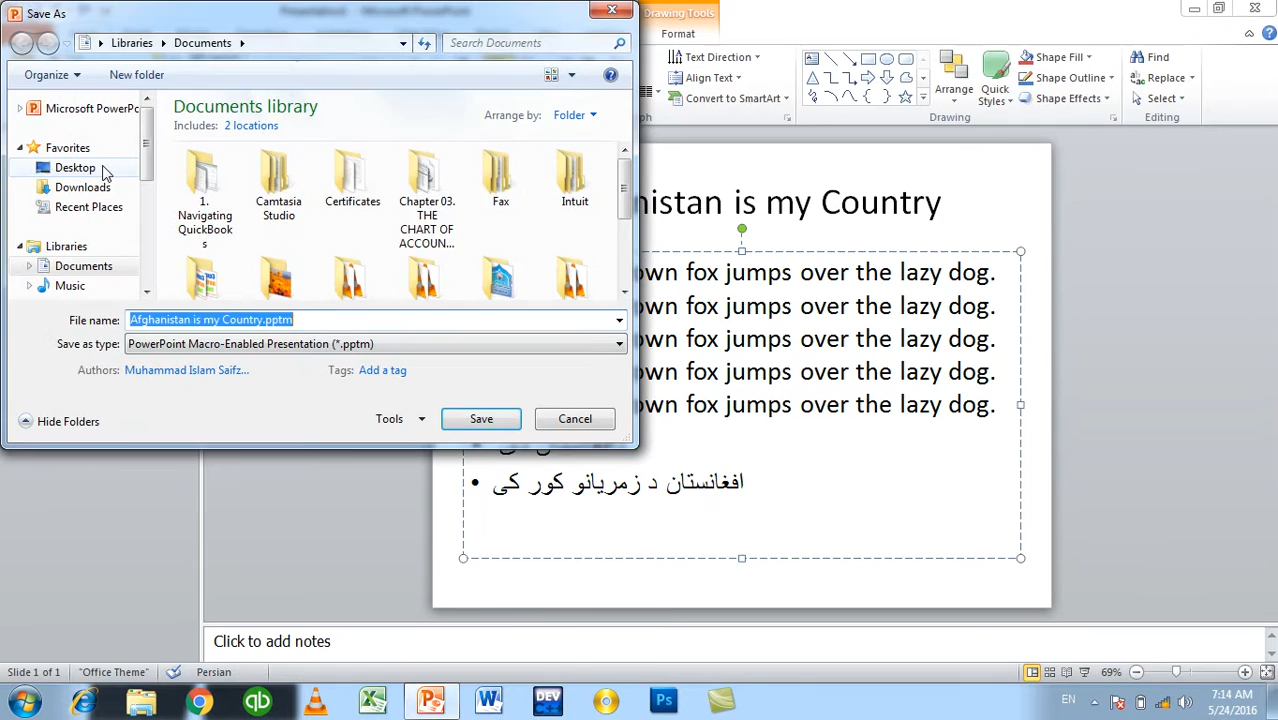 Save As
Presentation1 - Microsoft PowerPoint
Drawing Tools
Format
Libraries
Documents
Search Documents
Organize
New folder
Microsoft PowerPo
Favorites
Desktop
Downloads
Recent Places
Libraries
Documents
Music
Documents library
Includes: 2 locations
Arrange by:
Folder
1.
Navigating
QuickBook
s
Camtasia
Studio
Certificates
Chapter 03.
THE
CHART OF
ACCOUN...
Fax
Intuit
File name:
Afghanistan is my Country.pptm
Save as type:
PowerPoint Macro-Enabled Presentation (*.pptm)
Authors:
Muhammad Islam Saifz...
Tags:
Add a tag
Hide Folders
Tools
Save
Cancel
Text Direction
Align Text
Convert to SmartArt
Arrange
Quick
Styles
Shape Fill
Shape Outline
Shape Effects
Drawing
Find
Replace
Select
Editing
nistan is my Country
own fox jumps over the lazy dog.
own fox jumps over the lazy dog.
own fox jumps over the lazy dog.
own fox jumps over the lazy dog.
own fox jumps over the lazy dog.
افغانستان د زمریانو کور کی
Click to add notes
Slide 1 of 1
"Office Theme"
Persian
69%
EN
7:14 AM
5/24/2016
DEV
C++
Ps